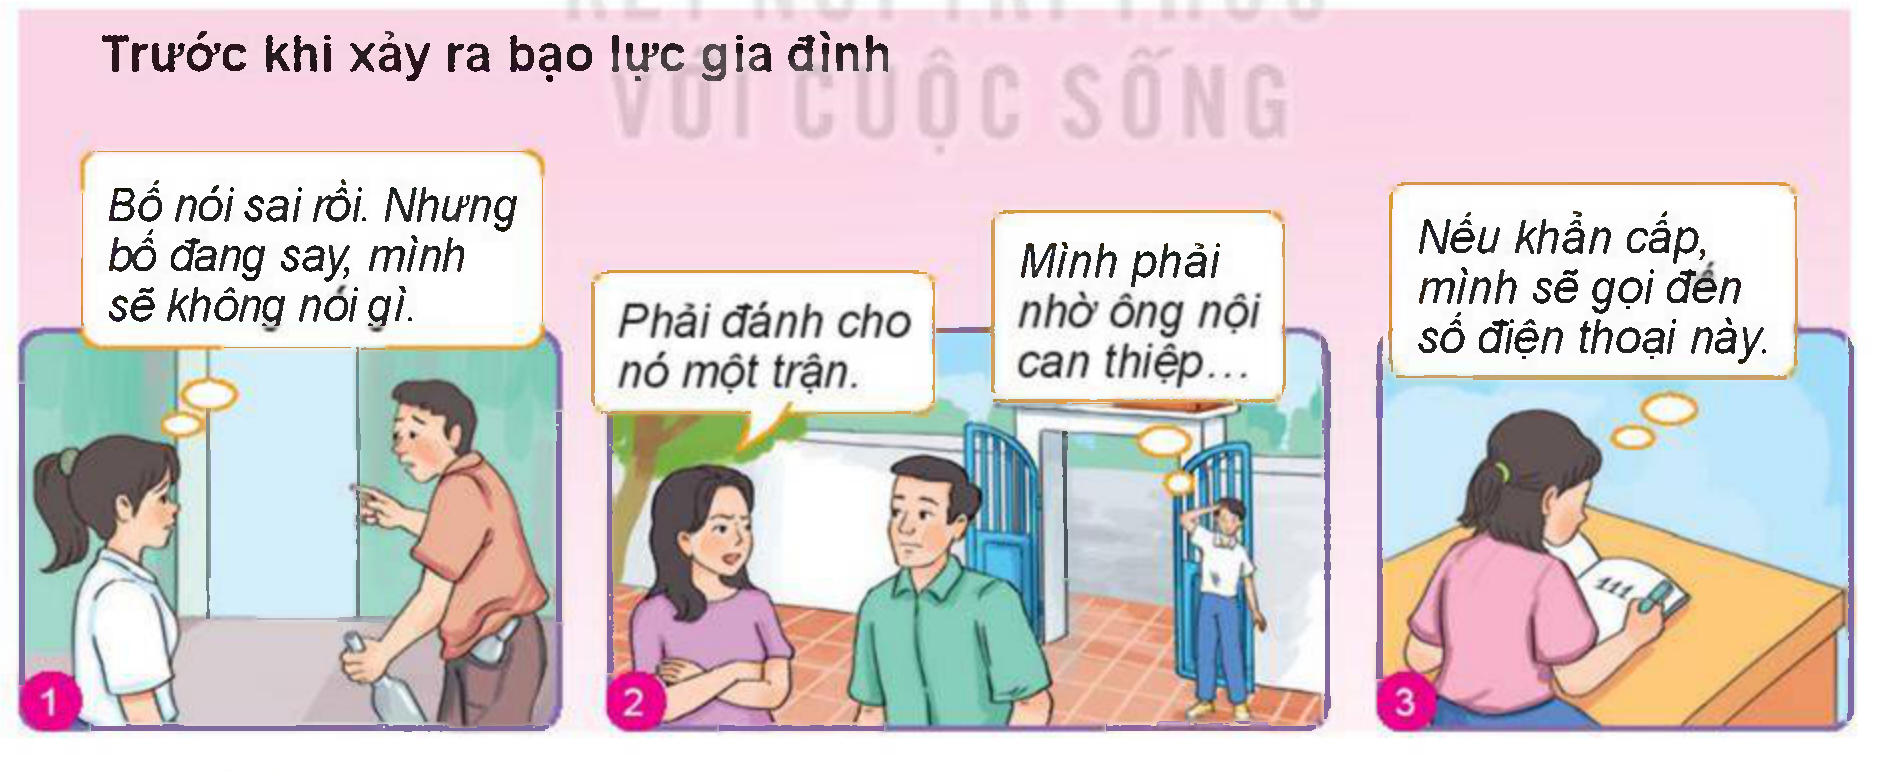 VỚI CUỘC SỐNG
Trước khi xảy ra bạo lực gia đình
Bố nói sai rồi. Nhưng
bố đang say, mình
sẽ không nói gì.
Phải đánh cho
nó một trận.
Mình phải
nhờ ông nội
can thiệp...
Nếu khẩn cấp,
mình sẽ gọi đến
số điện thoại này.
111
1
2
3